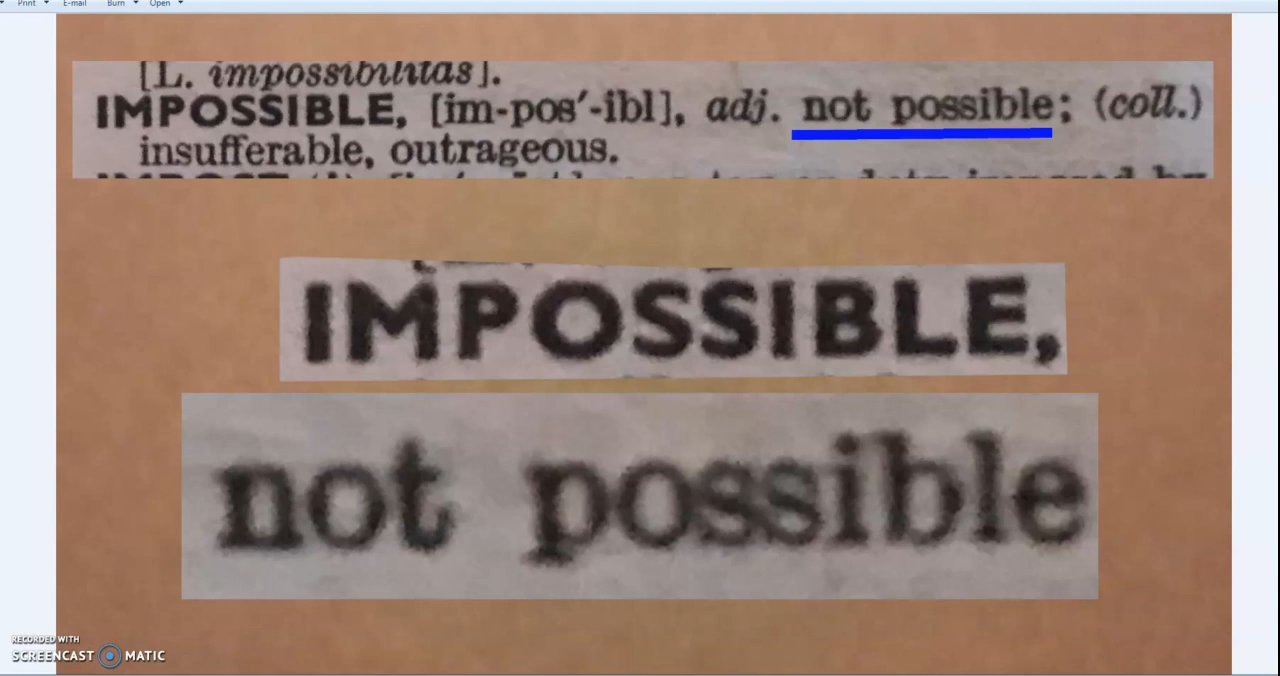 Print E-mail Burn Open
[L. impossibilitas].
IMPOSSIBLE, [im-pos′-ibl], adj. not possible; (coll.)
insufferable, outrageous.
IMPOSSIBLE,
not possible
RECORDED WITH
SCREENCAST MATIC